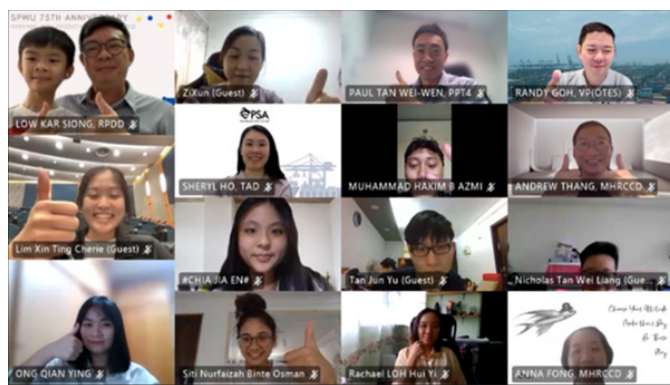 SPWU 75TH ANNIVERSARY
LOW KAR SIONG, RPDD
ZiXun (Guest)
PAUL TAN WEI-WEN, PPT4
RANDY GOH, VP(OTES)
PSA
SHERYL HO, TAD
MUHAMMAD HAKIM B AZMI
ANDREW THANG, MHRCCD
Lim Xin Ting Cherie (Guest)
#CHIA JIA EN#
Tan Jun Yu (Guest)
Nicholas Tan Wei Liang (Gue...
ONG QIAN YING
Siti Nurfaizah Binte Osman
Rachael LOH Hui Yi
ANNA FONG, MHRCCD